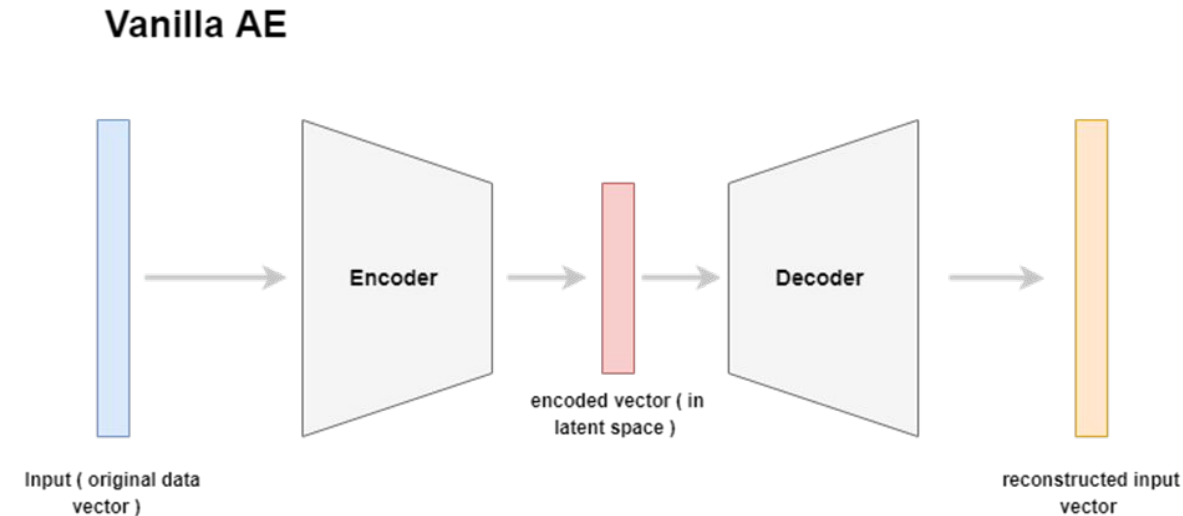 Vanilla AE
Encoder
Decoder
encoded vector ( in
latent space )
Input ( original data
vector )
reconstructed input
vector